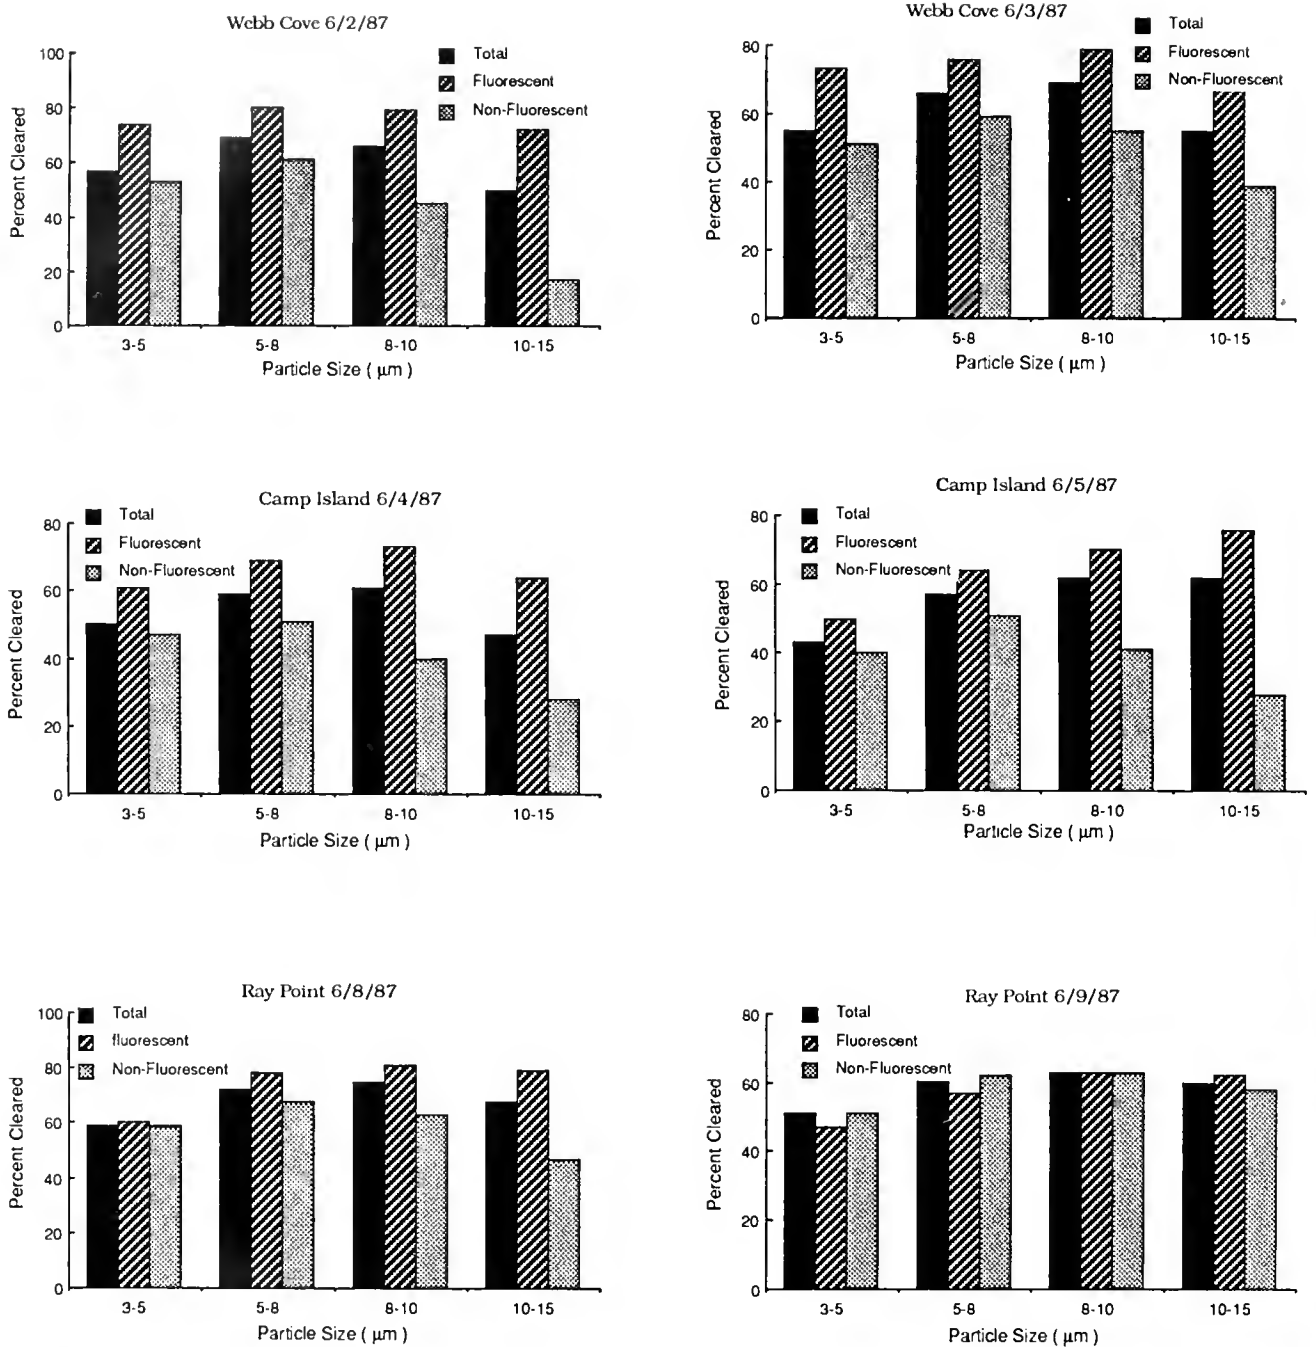 Webb Cove 6/2/87
Total
Fluorescent
Non-Fluorescent
Percent Cleared
100
80
60
40
20
0
3-5 5-8 8-10 10-15
Particle Size ( µm )
Webb Cove 6/3/87
Total
Fluorescent
Non-Fluorescent
Percent Cleared
80
60
40
20
0
3-5 5-8 8-10 10-15
Particle Size ( µm )
Camp Island 6/4/87
Total
Fluorescent
Non-Fluorescent
Percent Cleared
80
60
40
20
0
3-5 5-8 8-10 10-15
Particle Size ( µm )
Camp Island 6/5/87
Total
Fluorescent
Non-Fluorescent
Percent Cleared
80
60
40
20
0
3-5 5-8 8-10 10-15
Particle Size ( µm )
Ray Point 6/8/87
Total
fluorescent
Non-Fluorescent
Percent Cleared
100
80
60
40
20
0
3-5 5-8 8-10 10-15
Particle Size ( µm )
Ray Point 6/9/87
Total
Fluorescent
Non-Fluorescent
Percent Cleared
80
60
40
20
0
3-5 5-8 8-10 10-15
Particle Size ( µm )